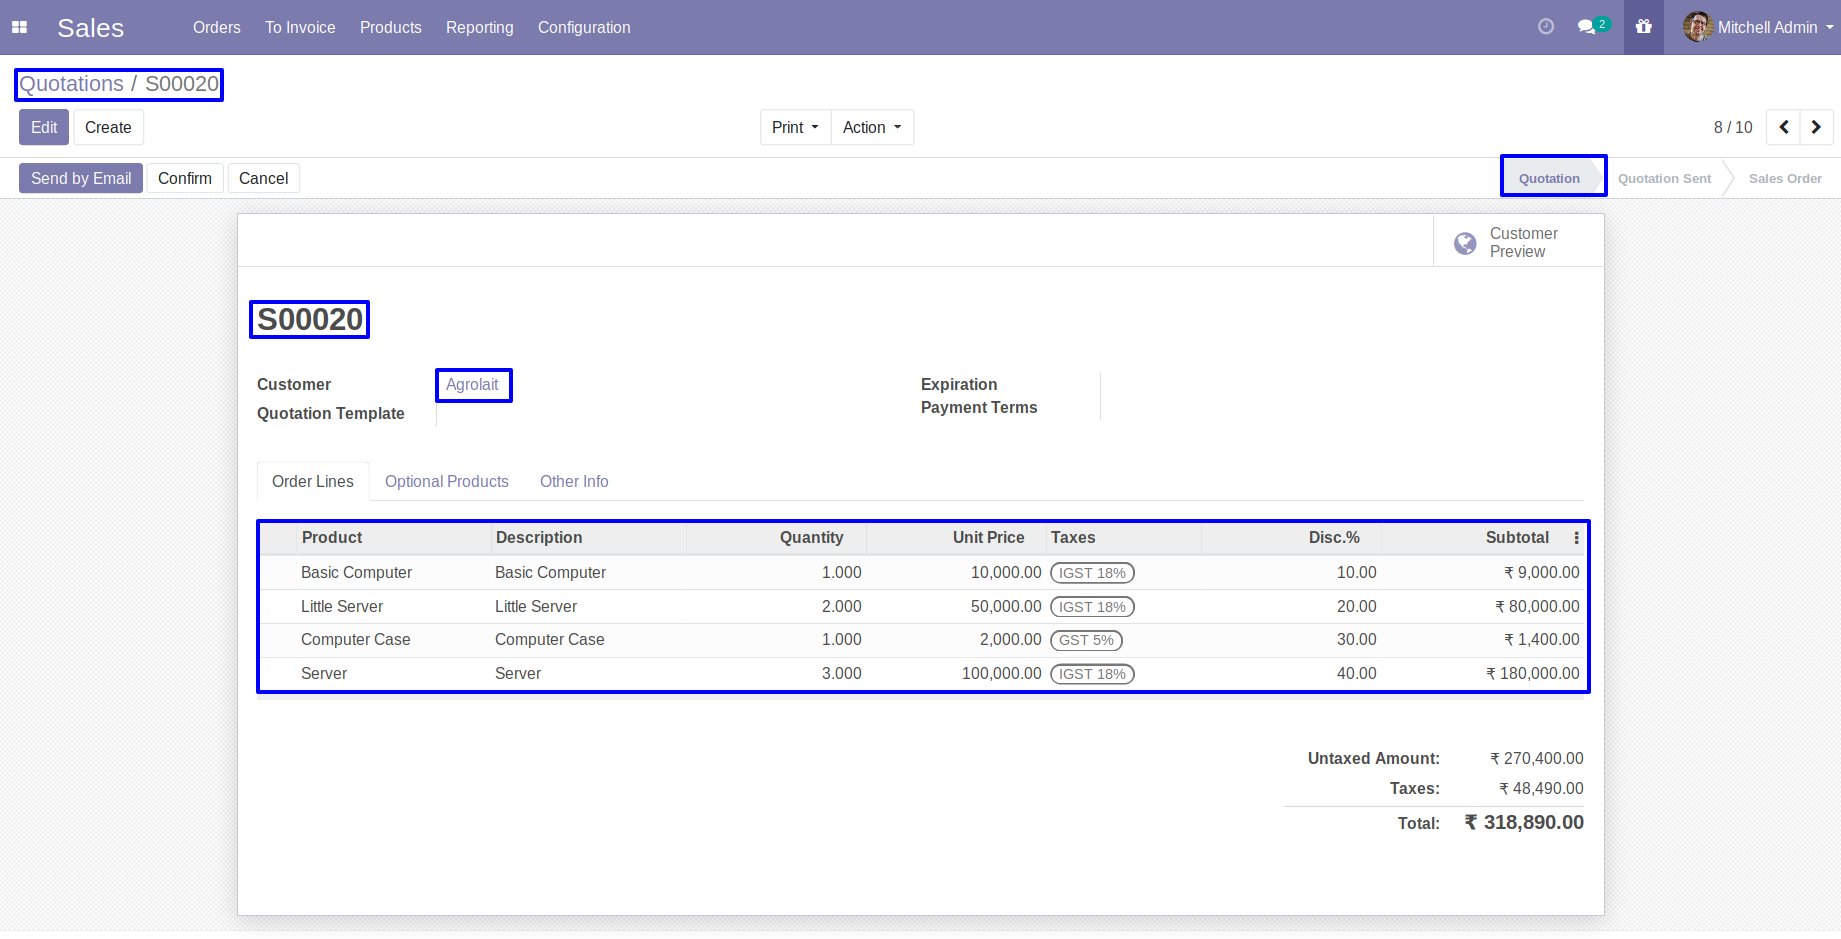 Sales Orders To Invoice Products Reporting Configuration 2 Mitchell Admin
Quotations / S00020
Edit Create Print Action 8 / 10
Send by Email Confirm Cancel Quotation Quotation Sent Sales Order
Customer
Preview
S00020
Customer Agrolait Expiration
Quotation Template Payment Terms
Order Lines Optional Products Other Info
Product Description Quantity Unit Price Taxes Disc.% Subtotal
Basic Computer Basic Computer 1.000 10,000.00 IGST 18% 10.00 ₹ 9,000.00
Little Server Little Server 2.000 50,000.00 IGST 18% 20.00 ₹ 80,000.00
Computer Case Computer Case 1.000 2,000.00 GST 5% 30.00 ₹ 1,400.00
Server Server 3.000 100,000.00 IGST 18% 40.00 ₹ 180,000.00
Untaxed Amount: ₹ 270,400.00
Taxes: ₹ 48,490.00
Total: ₹ 318,890.00